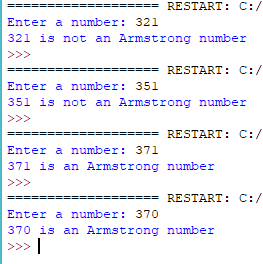 =================== RESTART: C:/
Enter a number: 321
321 is not an Armstrong number
>>>
=================== RESTART: C:/
Enter a number: 351
351 is not an Armstrong number
>>>
=================== RESTART: C:/
Enter a number: 371
371 is an Armstrong number
>>>
=================== RESTART: C:/
Enter a number: 370
370 is an Armstrong number
>>>